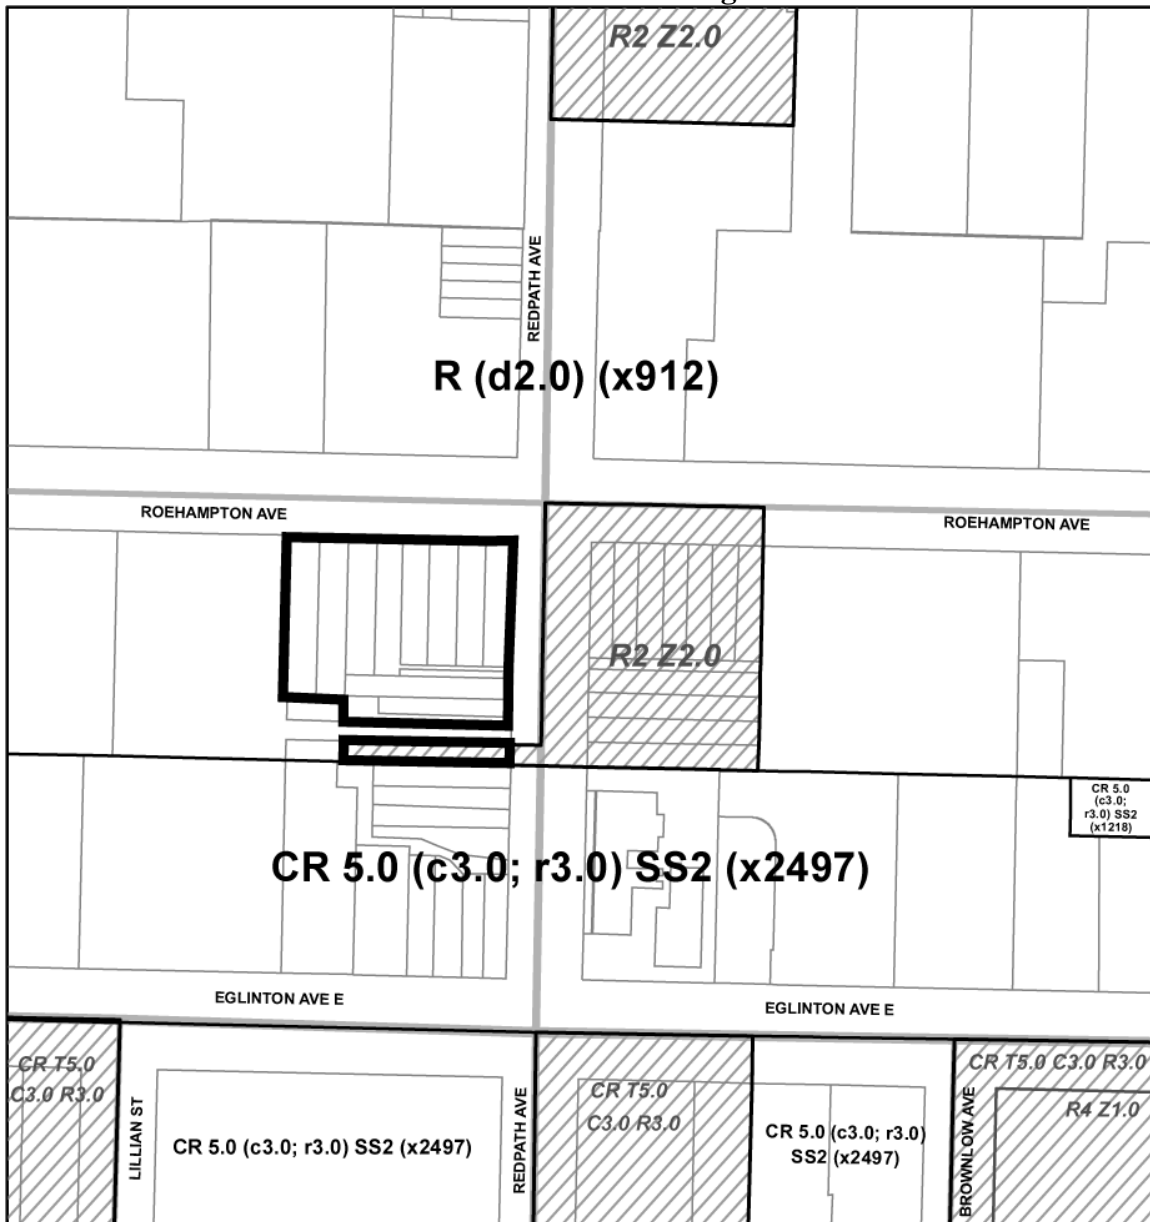 R2 Z2.0
REDPATH AVE
R (d2.0) (x912)
ROEHAMPTON AVE
ROEHAMPTON AVE
R2 Z2.0
CR 5.0
(c3.0;
r3.0) SS2
(x1218)
CR 5.0 (c3.0; r3.0) SS2 (x2497)
EGLINTON AVE E
EGLINTON AVE E
CR T5.0
C3.0 R3.0
LILLIAN ST
CR 5.0 (c3.0; r3.0) SS2 (x2497)
REDPATH AVE
CR T5.0
C3.0 R3.0
CR 5.0 (c3.0; r3.0)
SS2 (x2497)
BROWNLOW AVE
CR T5.0 C3.0 R3.0
R4 Z1.0